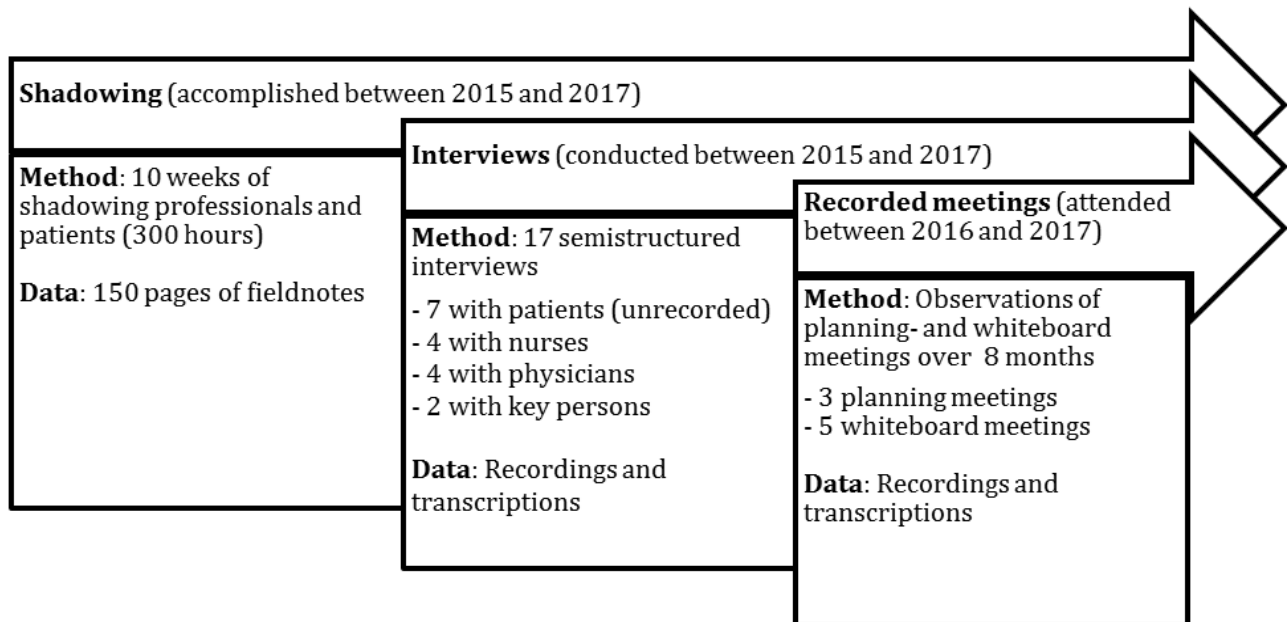 Shadowing (accomplished between 2015 and 2017)
Method: 10 weeks of
shadowing professionals and
patients (300 hours)
Data: 150 pages of fieldnotes
Interviews (conducted between 2015 and 2017)
Method: 17 semistructured
interviews
- 7 with patients (unrecorded)
- 4 with nurses
- 4 with physicians
- 2 with key persons
Data: Recordings and
transcriptions
Recorded meetings (attended
between 2016 and 2017)
Method: Observations of
planning- and whiteboard
meetings over 8 months
- 3 planning meetings
- 5 whiteboard meetings
Data: Recordings and
transcriptions